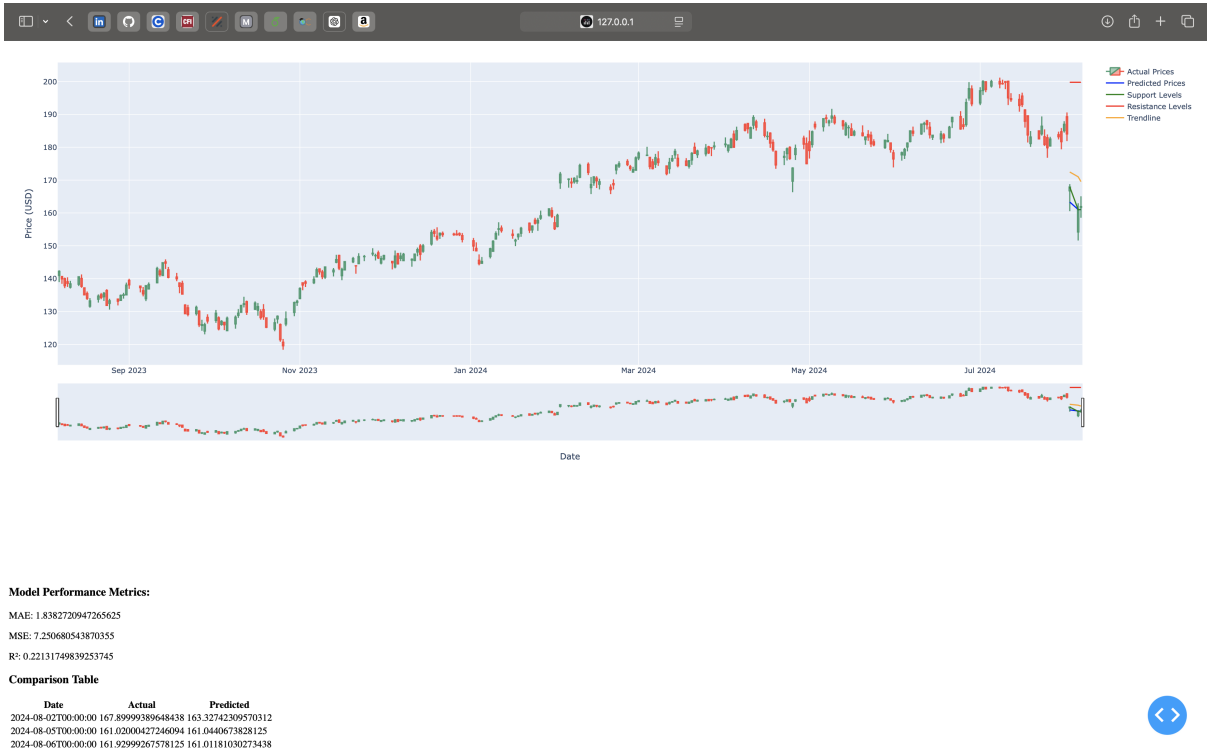 in
C
CFI
M
a
127.0.0.1
Actual Prices
Predicted Prices
Support Levels
Resistance Levels
Trendline
Price (USD)
200
190
180
170
160
150
140
130
120
Sep 2023 Nov 2023 Jan 2024 Mar 2024 May 2024 Jul 2024
Date
Model Performance Metrics:
MAE: 1.8382720947265625
MSE: 7.250680543870355
R²: 0.22131749839253745
Comparison Table
Date Actual Predicted
2024-08-02T00:00:00 167.89999389648438 163.32742309570312
2024-08-05T00:00:00 161.02000427246094 161.0440673828125
2024-08-06T00:00:00 161.92999267578125 161.01181030273438